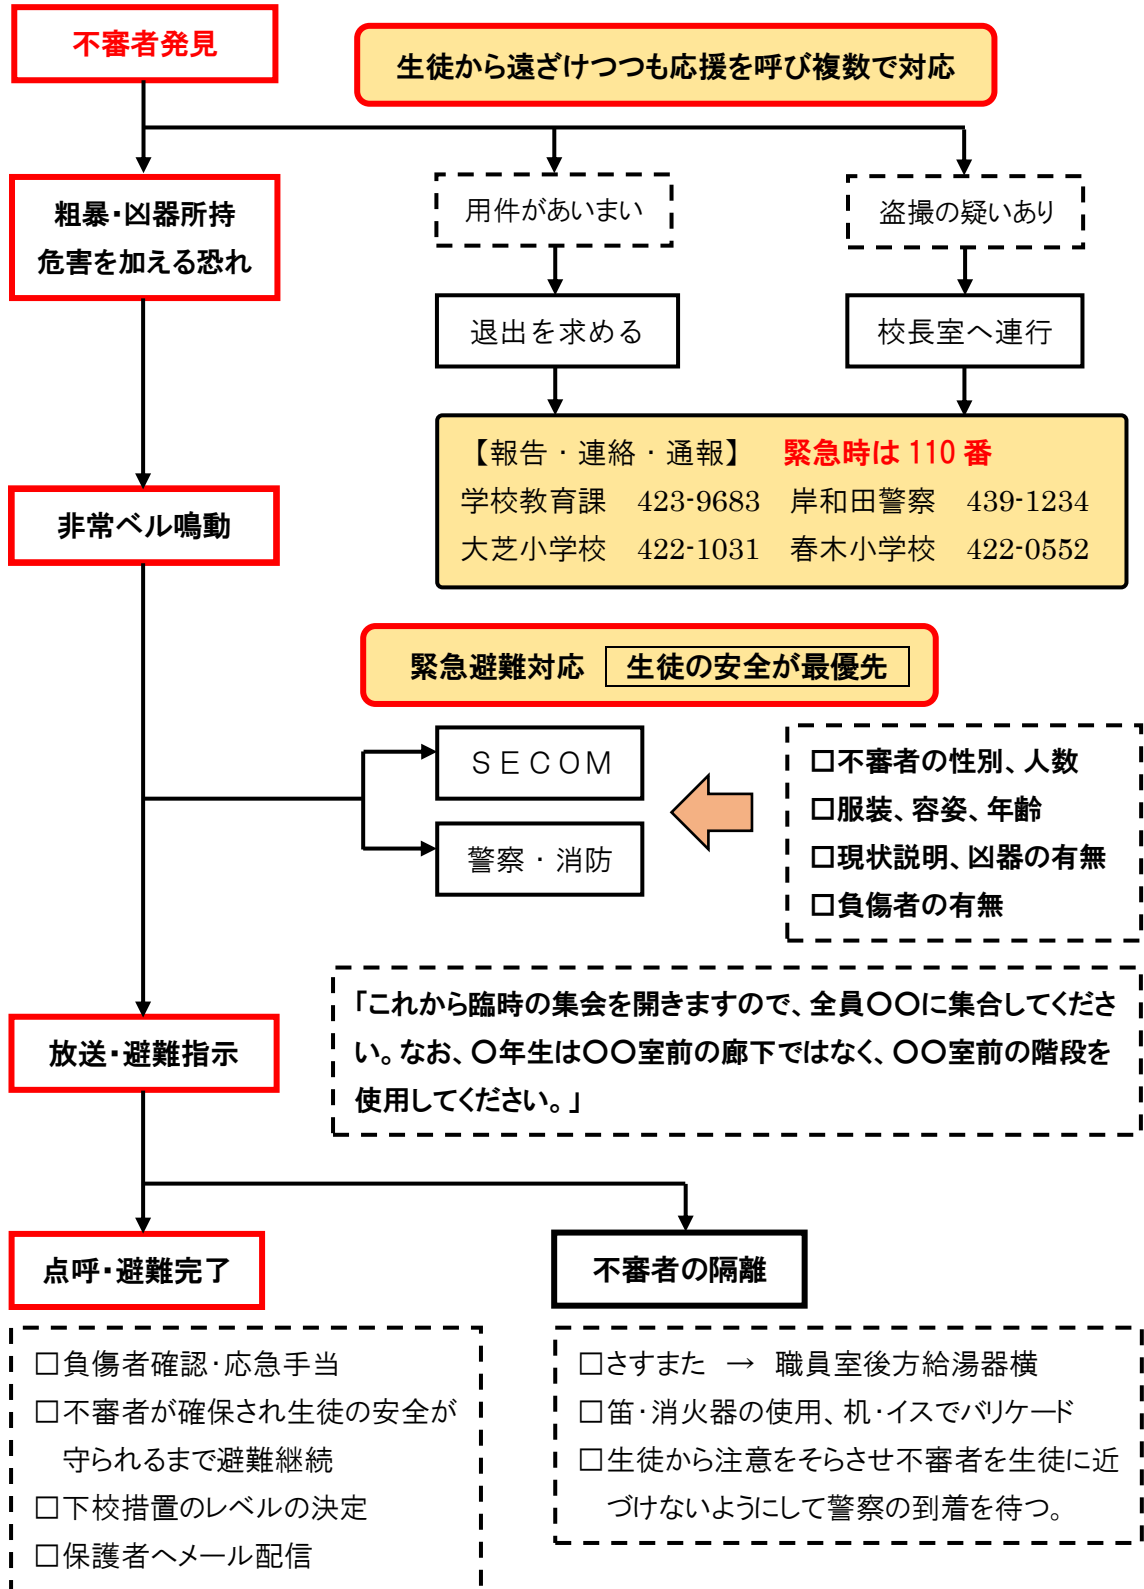 不審者発見
生徒から遠ざけつつも応援を呼び複数で対応
粗暴・凶器所持
危害を加える恐れ
用件があいまい
盗撮の疑いあり
退出を求める
校長室へ連行
【報告・連絡・通報】 緊急時は 110 番
学校教育課 423-9683 岸和田警察 439-1234
大芝小学校 422-1031 春木小学校 422-0552
非常ベル鳴動
緊急避難対応 生徒の安全が最優先
ＳＥＣＯＭ
警察・消防
□不審者の性別、人数
□服装、容姿、年齢
□現状説明、凶器の有無
□負傷者の有無
放送・避難指示
「これから臨時の集会を開きますので、全員〇〇に集合してくださ
い。なお、〇年生は〇〇室前の廊下ではなく、〇〇室前の階段を
使用してください。」
点呼・避難完了
不審者の隔離
□負傷者確認・応急手当
□不審者が確保され生徒の安全が
守られるまで避難継続
□下校措置のレベルの決定
□保護者へメール配信
□さすまた → 職員室後方給湯器横
□笛・消火器の使用、机・イスでバリケード
□生徒から注意をそらさせ不審者を生徒に近
づけないようにして警察の到着を待つ。